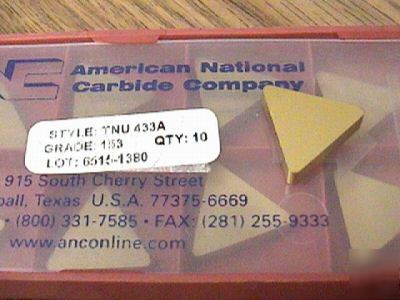 American National
Carbide Company
STYLE: TNU 433A
GRADE: 153 QTY: 10
LOT: 6515-1380
915 South Cherry Street
ball, Texas U.S.A. 77375-6669
• (800) 331-7585 • FAX: (281) 255-9333
www.anconline.com